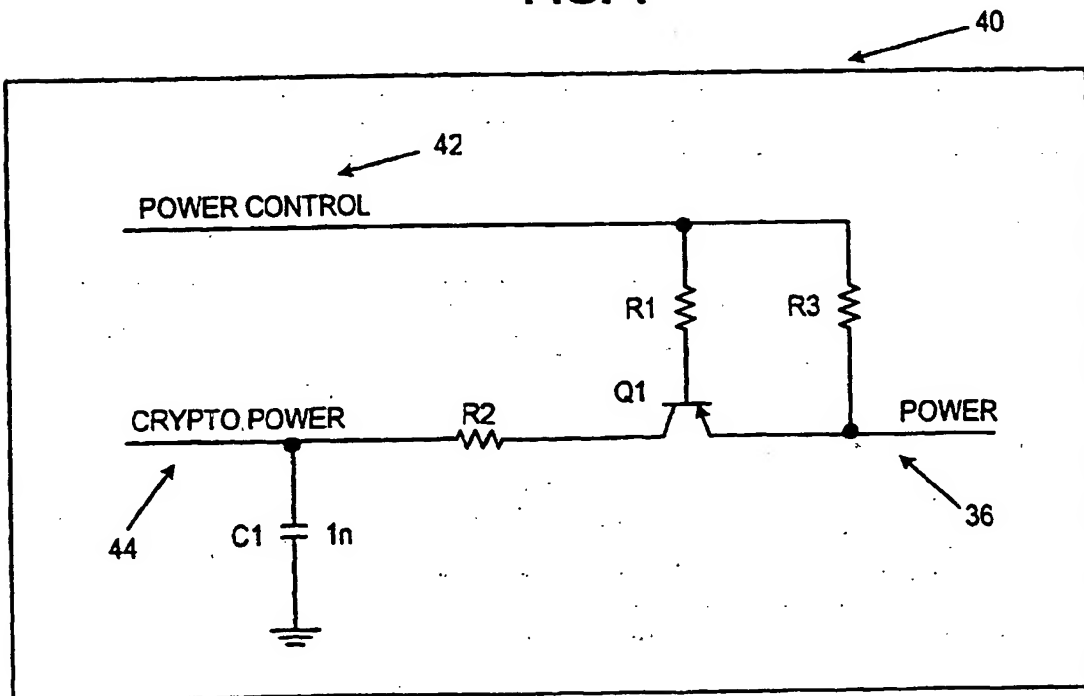 40
42
POWER CONTROL
R1
R3
Q1
CRYPTO POWER
R2
POWER
44
C1 1n
36